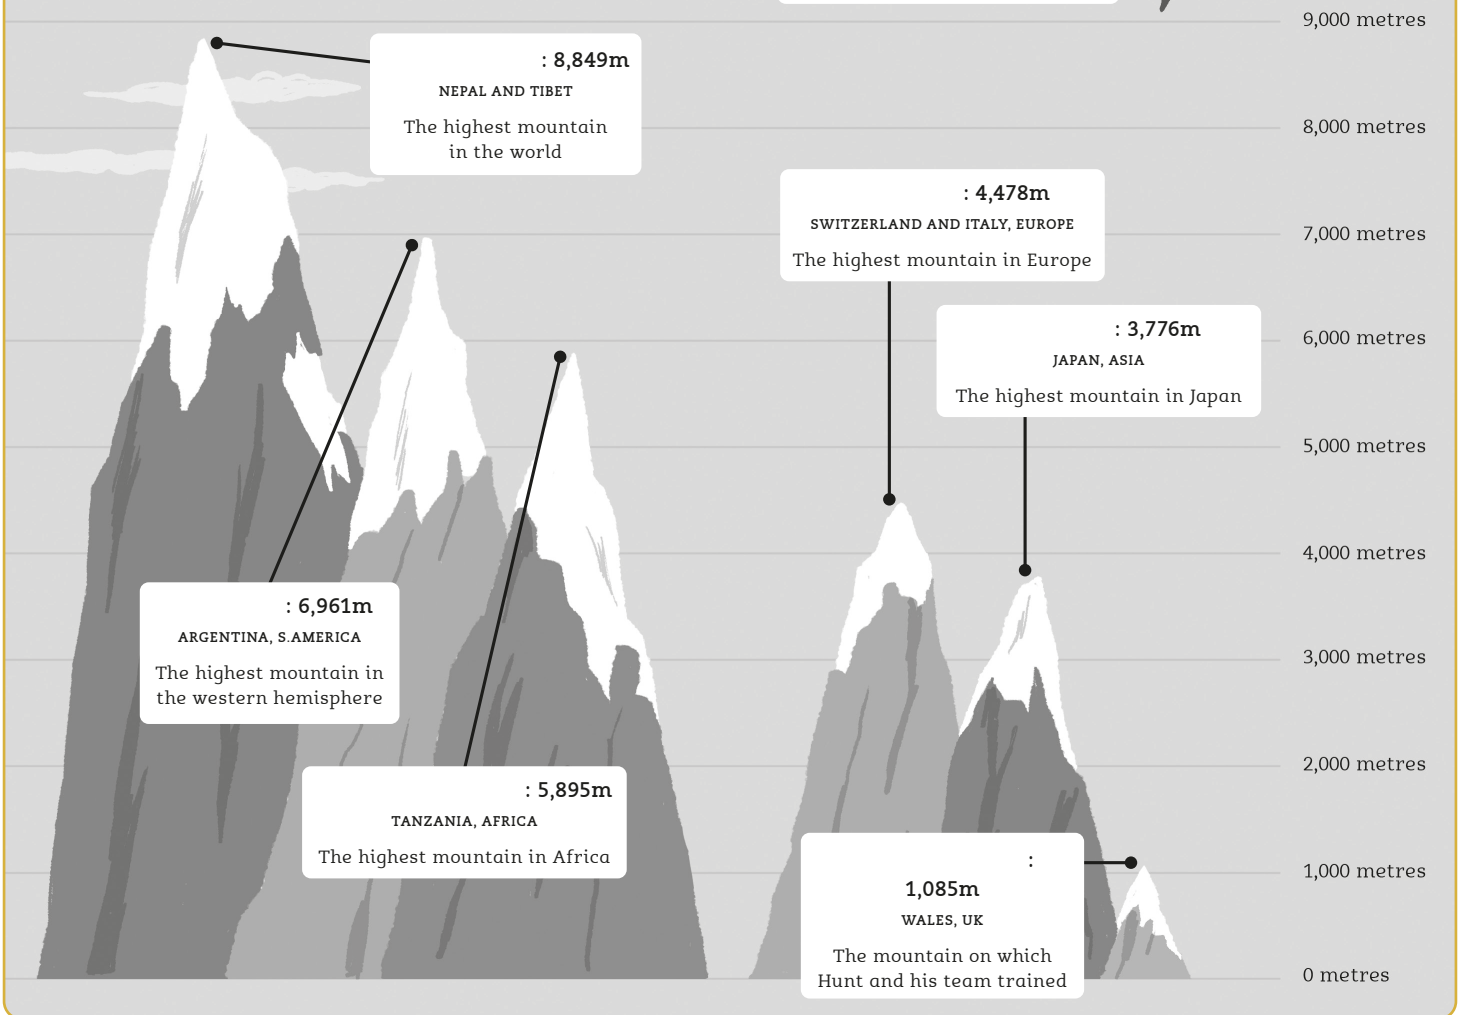 9,000 metres
: 8,849m
NEPAL AND TIBET
The highest mountain
in the world
8,000 metres
: 4,478m
SWITZERLAND AND ITALY, EUROPE
The highest mountain in Europe
7,000 metres
: 3,776m
JAPAN, ASIA
The highest mountain in Japan
6,000 metres
5,000 metres
4,000 metres
: 6,961m
ARGENTINA, S.AMERICA
The highest mountain in
the western hemisphere
3,000 metres
: 5,895m
TANZANIA, AFRICA
The highest mountain in Africa
2,000 metres
:
1,085m
WALES, UK
The mountain on which
Hunt and his team trained
1,000 metres
0 metres